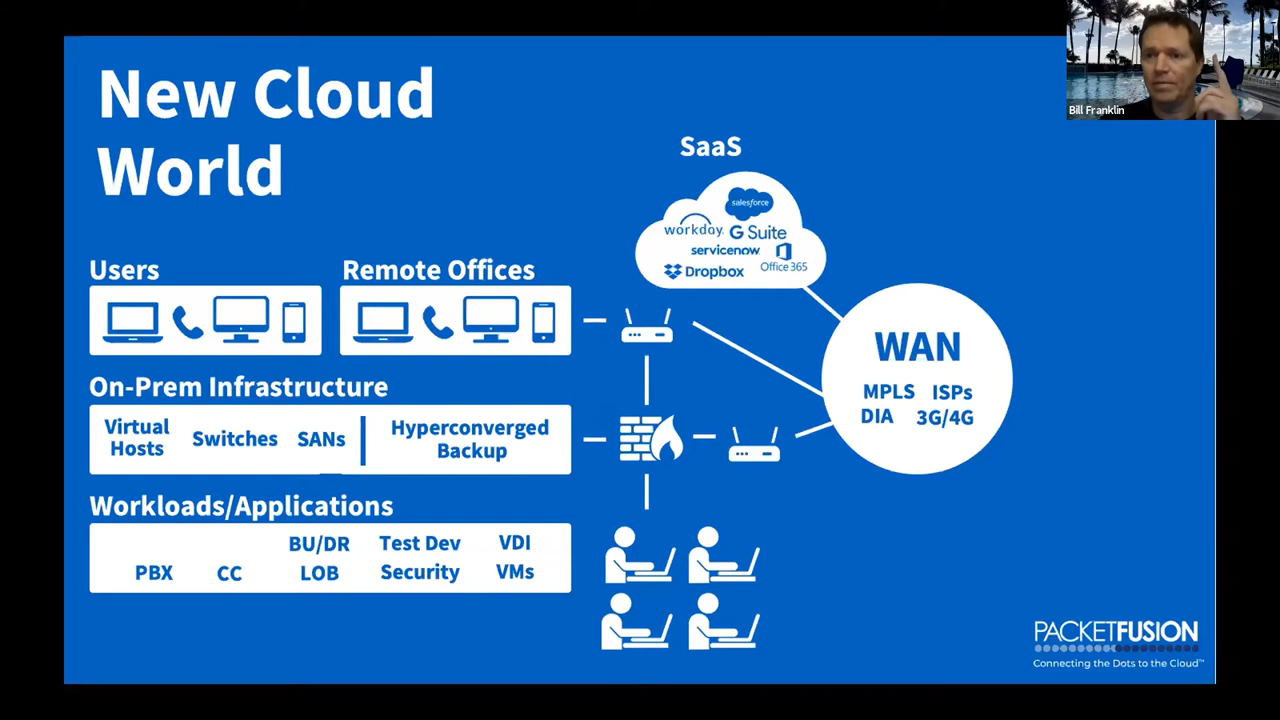 New Cloud
World
Bill Franklin
SaaS
salesforce
workday. G Suite
servicenow
Dropbox Office 365
Users
Remote Offices
On-Prem Infrastructure
Virtual
Hosts
Switches
SANs
Hyperconverged
Backup
WAN
MPLS ISPs
DIA 3G/4G
Workloads/Applications
BU/DR Test Dev VDI
PBX CC LOB Security VMs
PACKETFUSION
Connecting the Dots to the Cloud™